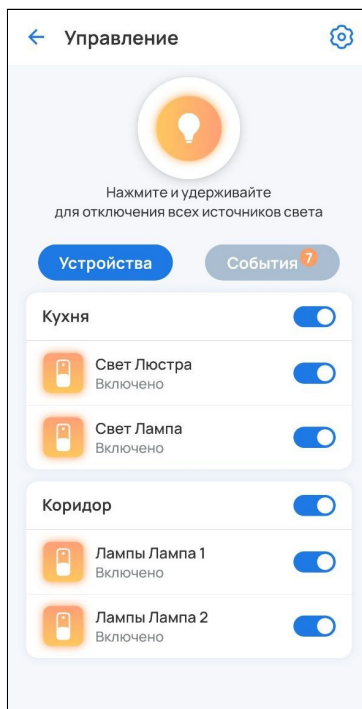 Управление
Нажмите и удерживайте
для отключения всех источников света
Устройства
События 7
Кухня
Свет Люстра
Включено
Свет Лампа
Включено
Коридор
Лампы Лампа 1
Включено
Лампы Лампа 2
Включено